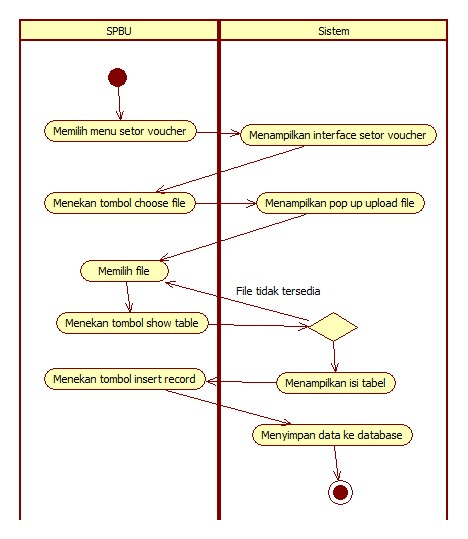 SPBU
Sistem
Memilih menu setor voucher
Menampilkan interface setor voucher
Menekan tombol choose file
Menampilkan pop up upload file
Memilih file
File tidak tersedia
Menekan tombol show table
Menekan tombol insert record
Menampilkan isi tabel
Menyimpan data ke database